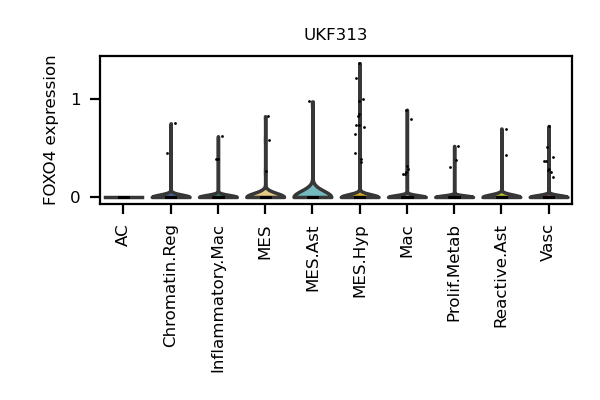 UKF313
FOXO4 expression
1
0
AC
Chromatin.Reg
Inflammatory.Mac
MES
MES.Ast
MES.Hyp
Mac
Prolif.Metab
Reactive.Ast
Vasc